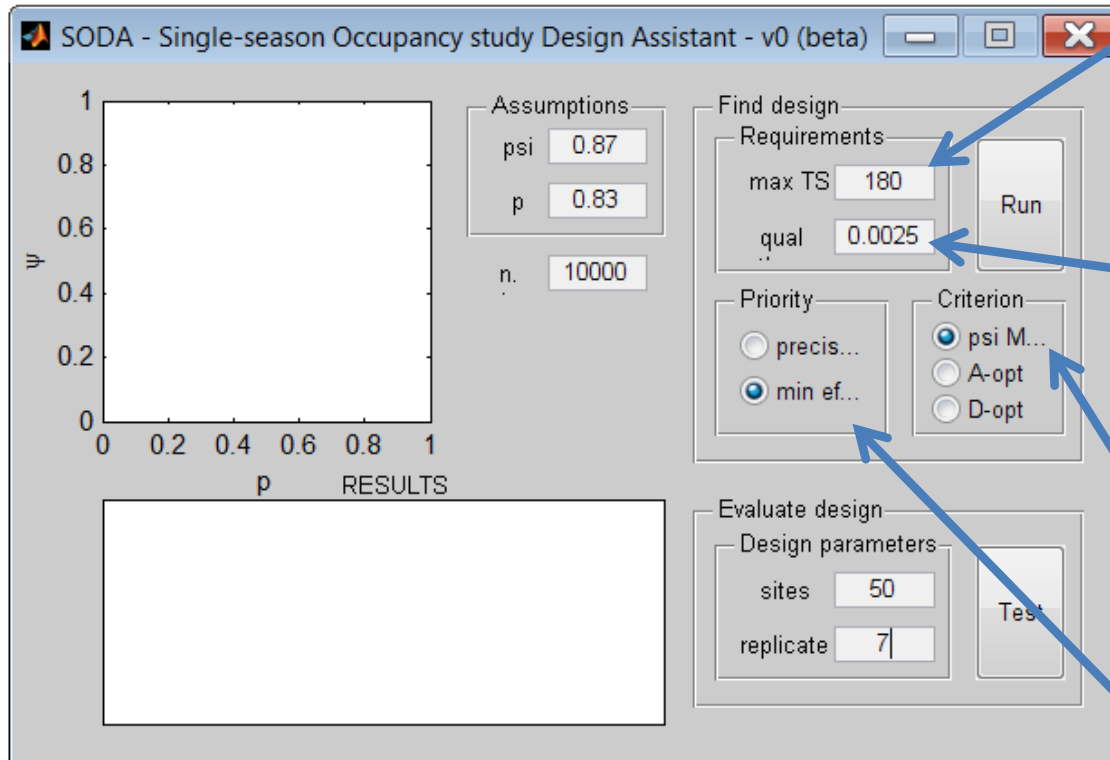 SODA - Single-season Occupancy study Design Assistant - v0 (beta)
1
0.8
0.6
0.4
0.2
0
ψ
0 0.2 0.4 0.6 0.8 1
p
RESULTS
Assumptions
psi 0.87
p 0.83
n. 10000
Find design
Requirements
max TS 180
qual 0.0025
Run
Priority
precis...
min ef...
Criterion
psi M...
A-opt
D-opt
Evaluate design
Design parameters
sites 50
replicate 7
Test